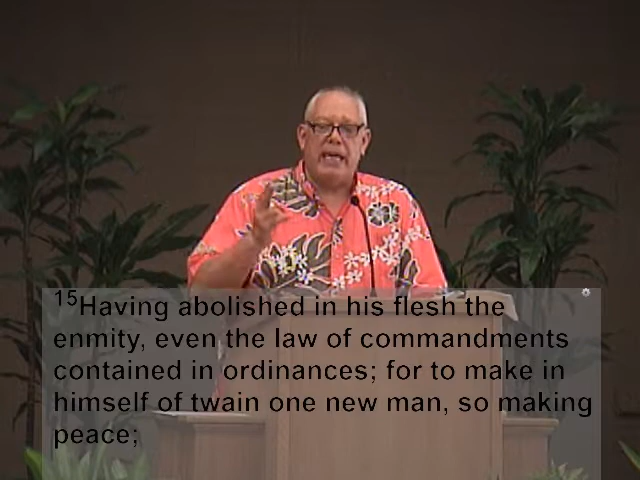 15Having abolished in his flesh the
enmity, even the law of commandments
contained in ordinances; for to make in
himself of twain one new man, so making
peace;